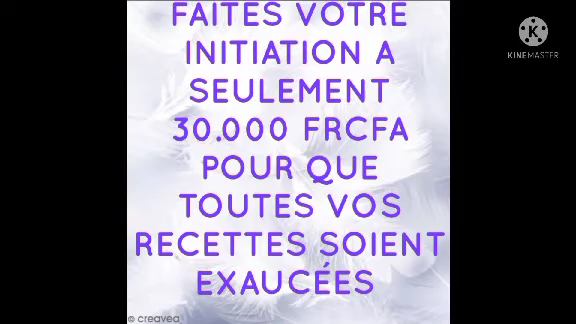 FAITES VOTRE
INITIATION A
SEULEMENT
30.000 FRCFA
POUR QUE
TOUTES VOS
RECETTES SOIENT
EXAUCÉES
K
KINEMASTER
© creavea